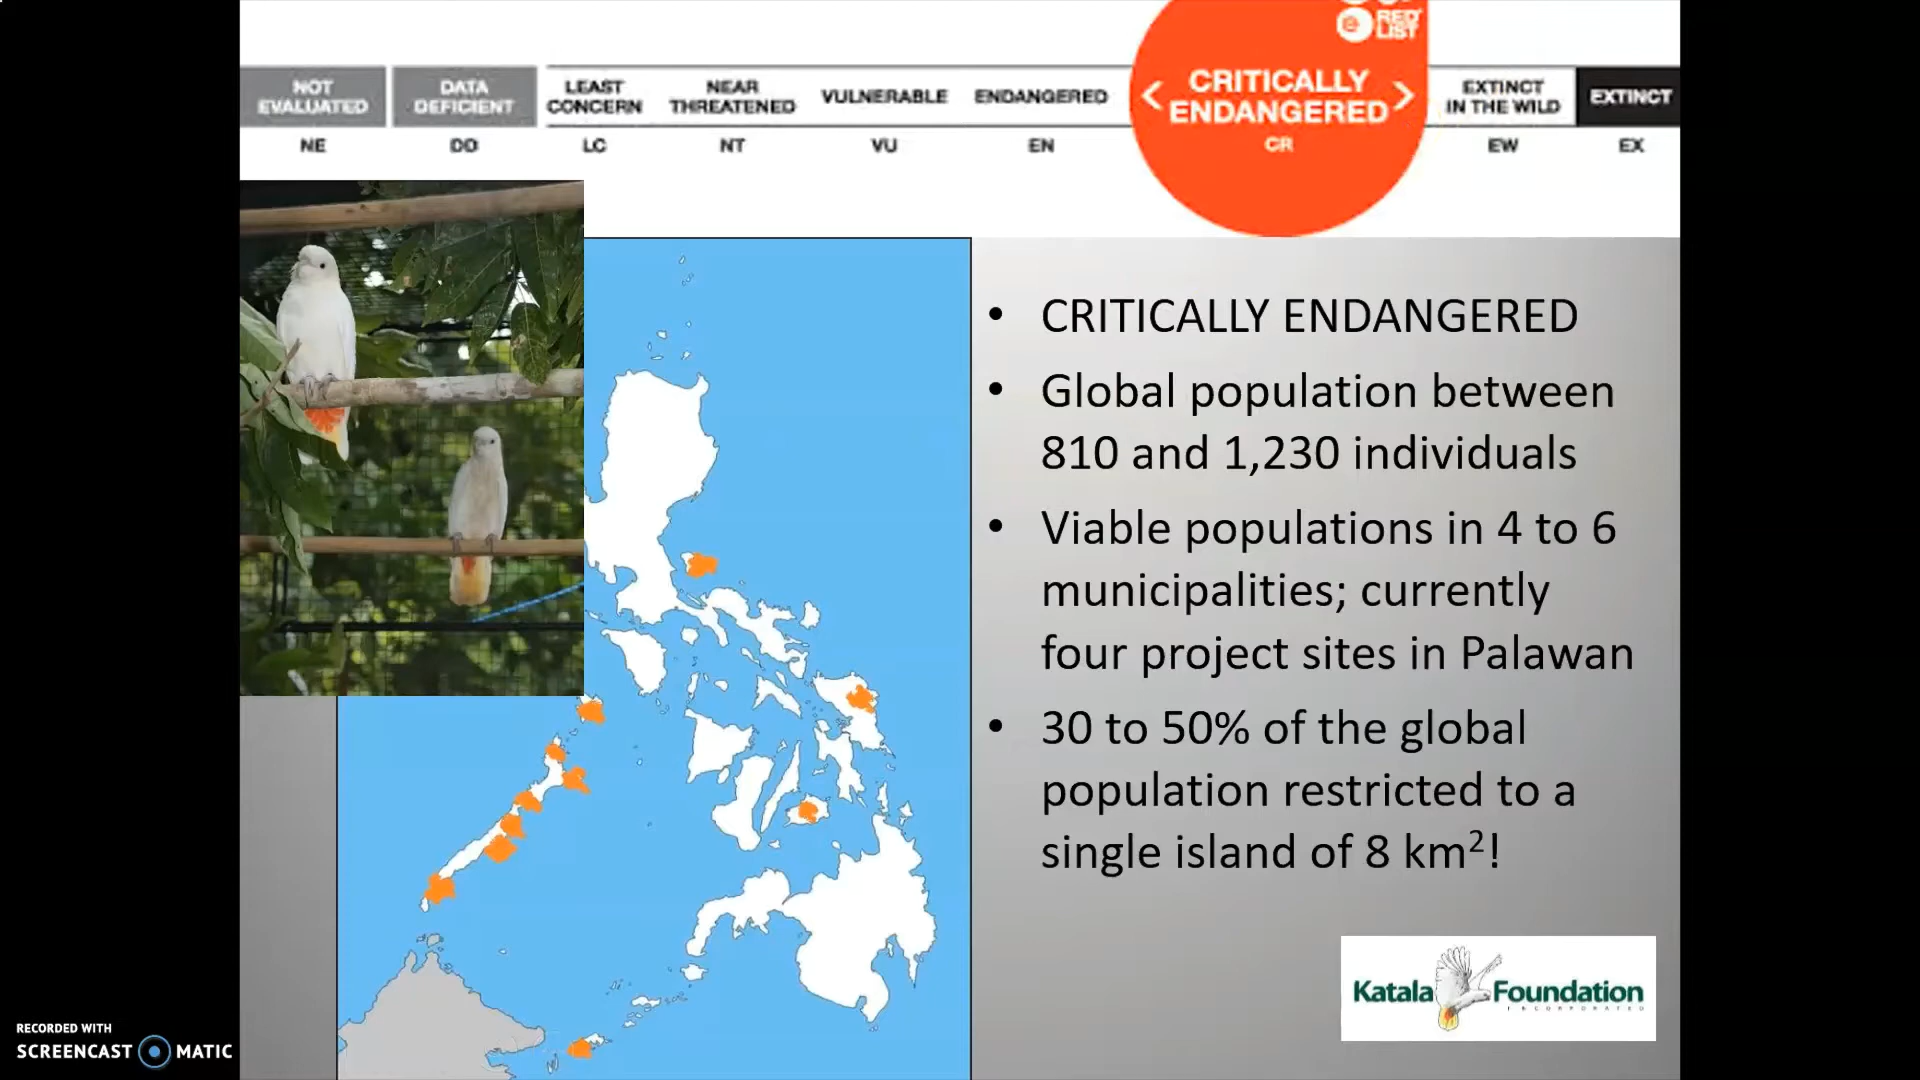 RED
LIST
NOT
EVALUATED
DATA
DEFICIENT
LEAST
CONCERN
NEAR
THREATENED
VULNERABLE
ENDANGERED
< CRITICALLY
ENDANGERED >
EXTINCT
IN THE WILD
EXTINCT
NE
DD
LC
NT
VU
EN
CR
EW
EX
• CRITICALLY ENDANGERED
• Global population between
810 and 1,230 individuals
• Viable populations in 4 to 6
municipalities; currently
four project sites in Palawan
• 30 to 50% of the global
population restricted to a
single island of 8 km²!
Katala Foundation
INCORPORATED
RECORDED WITH
SCREENCAST MATIC